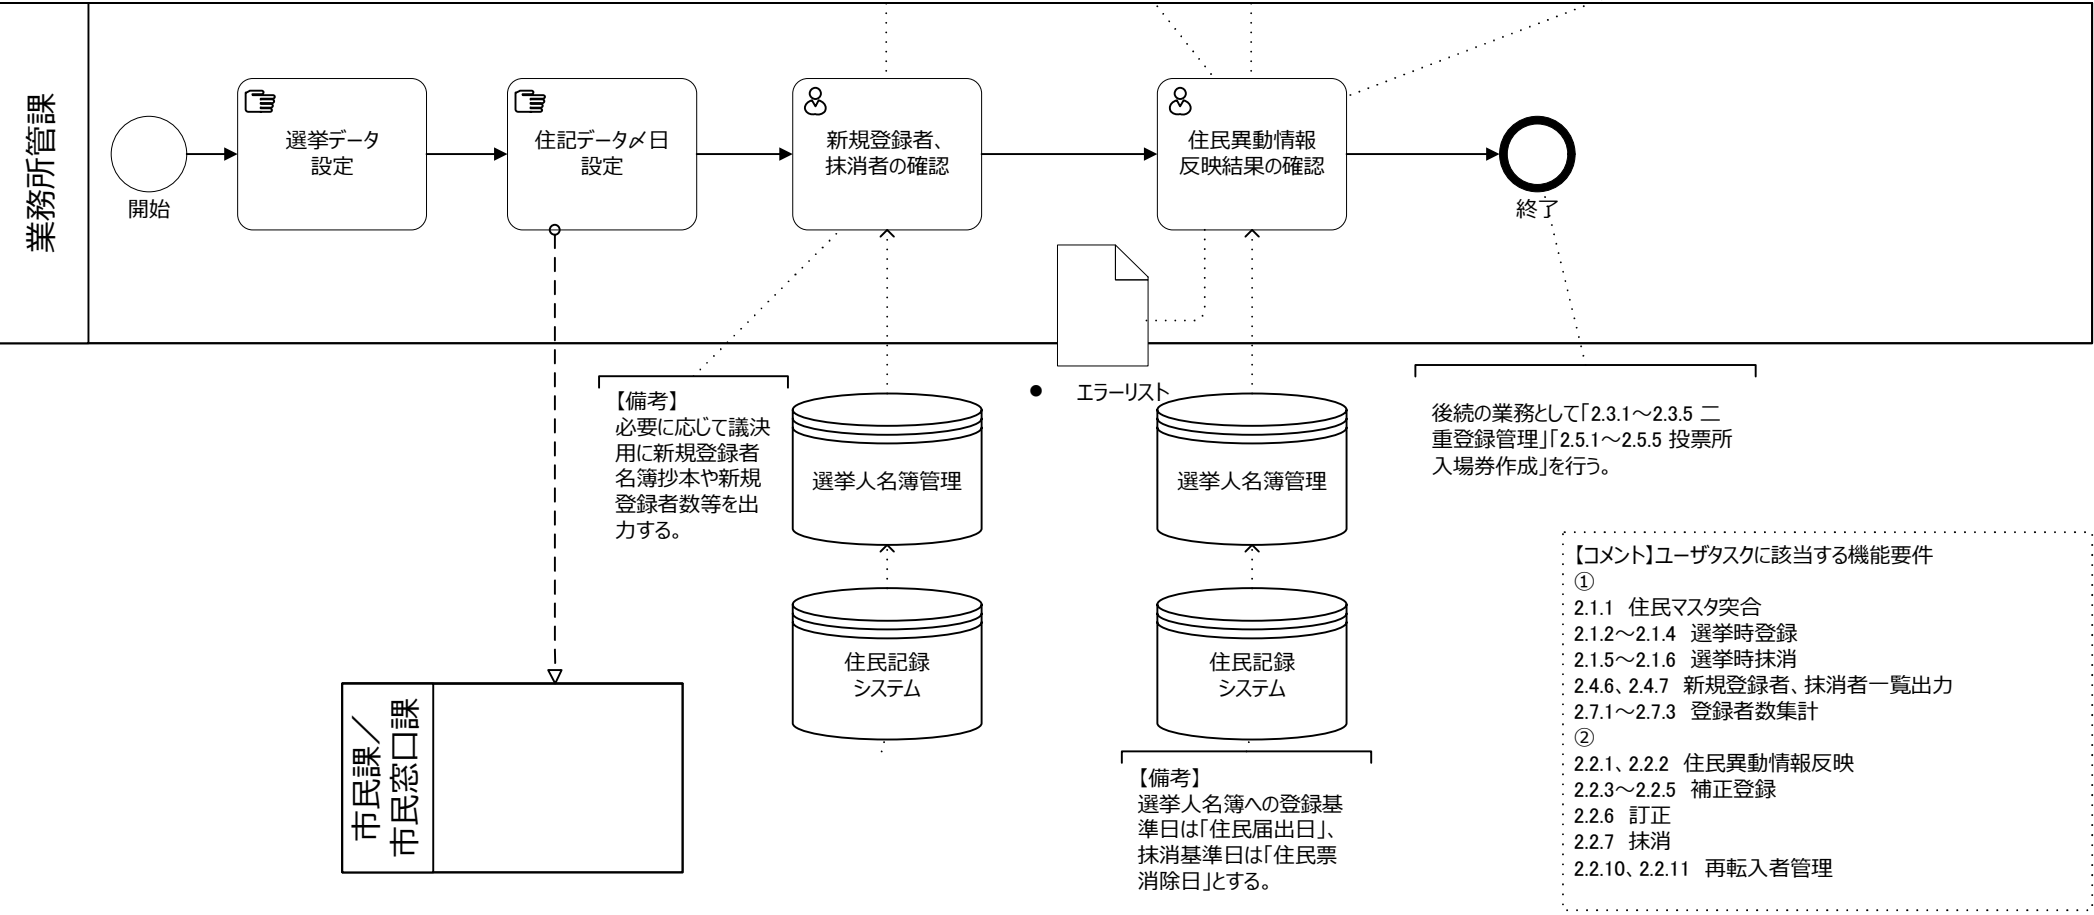 業務所管課
開始
選挙データ
設定
住記データ〆日
設定
新規登録者、
抹消者の確認
住民異動情報
反映結果の確認
終了
【備考】
必要に応じて議決
用に新規登録者
名簿抄本や新規
登録者数等を出
力する。
● エラーリスト
選挙人名簿管理
選挙人名簿管理
後続の業務として「2.3.1～2.3.5 二
重登録管理」「2.5.1～2.5.5 投票所
入場券作成」を行う。
住民記録
システム
住民記録
システム
市民課／
市民窓口課
【備考】
選挙人名簿への登録基
準日は「住民届出日」、
抹消基準日は「住民票
消除日」とする。
【コメント】ユーザタスクに該当する機能要件
①
2.1.1 住民マスタ突合
2.1.2～2.1.4 選挙時登録
2.1.5～2.1.6 選挙時抹消
2.4.6、2.4.7 新規登録者、抹消者一覧出力
2.7.1～2.7.3 登録者数集計
②
2.2.1、2.2.2 住民異動情報反映
2.2.3～2.2.5 補正登録
2.2.6 訂正
2.2.7 抹消
2.2.10、2.2.11 再転入者管理